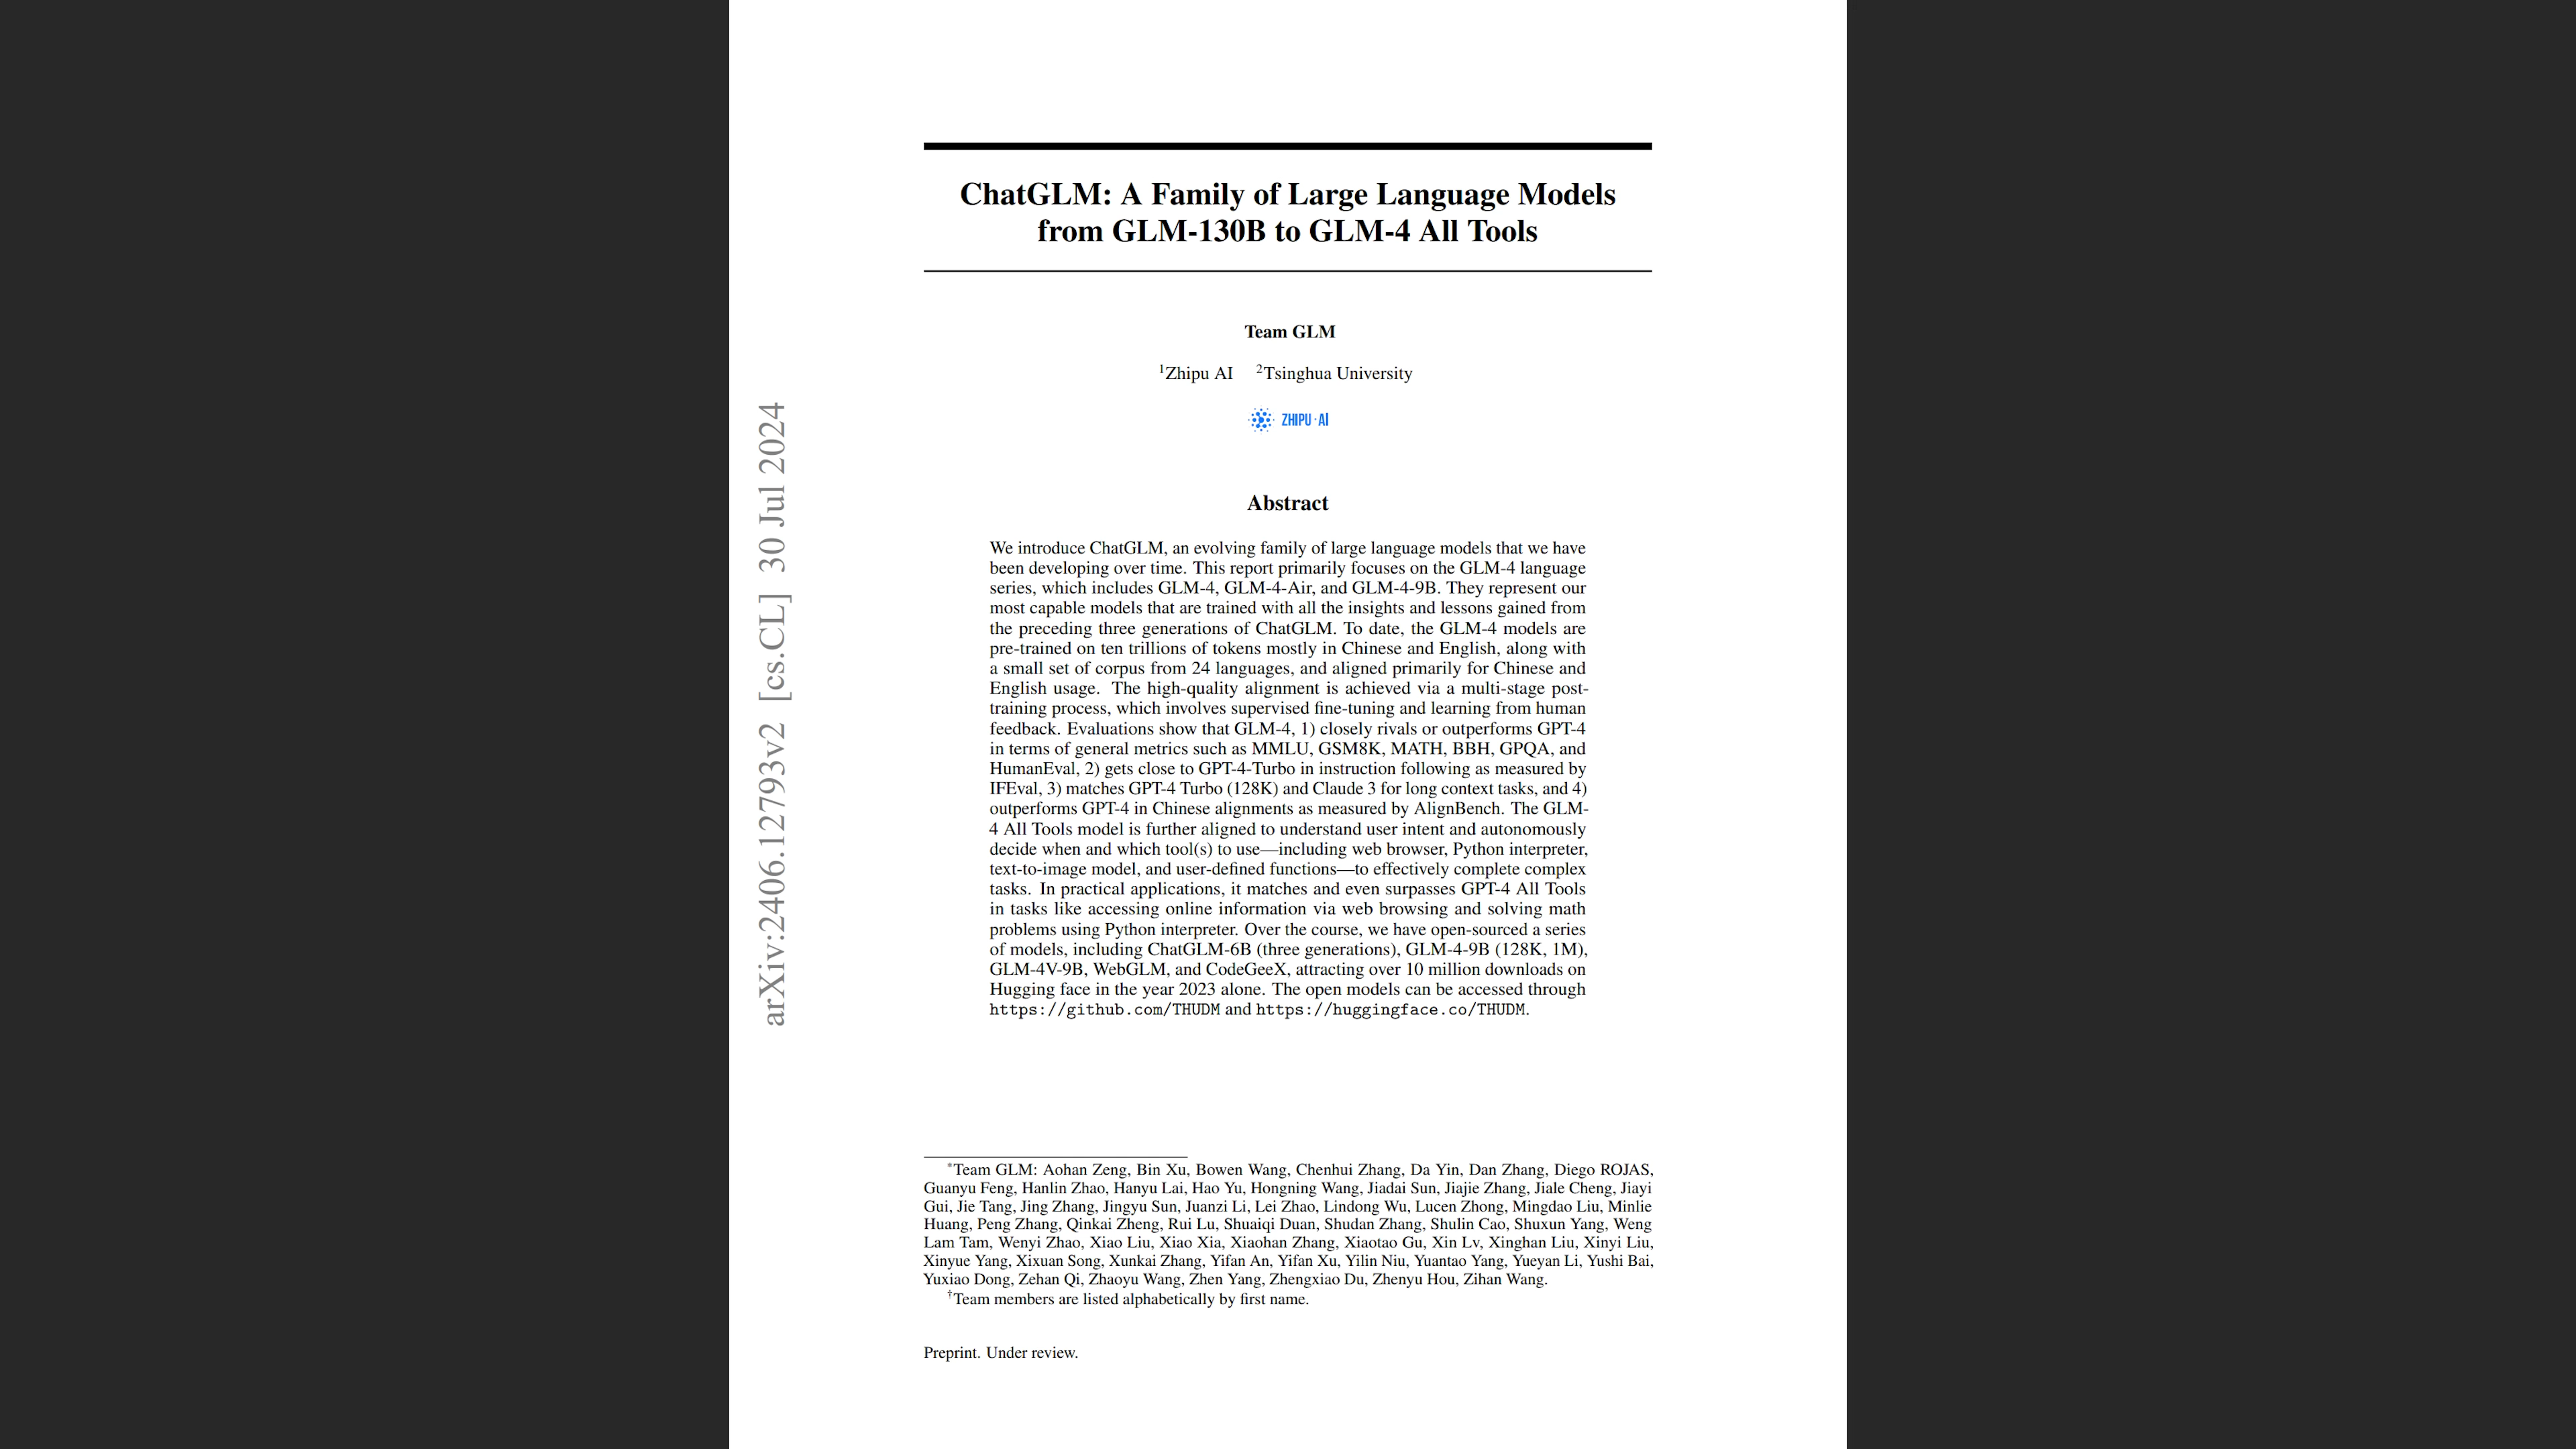 ChatGLM: A Family of Large Language Models
from GLM-130B to GLM-4 All Tools
Team GLM
¹Zhipu AI ²Tsinghua University
ZHIPU·AI
arXiv:2406.12793v2 [cs.CL] 30 Jul 2024
Abstract
We introduce ChatGLM, an evolving family of large language models that we have
been developing over time. This report primarily focuses on the GLM-4 language
series, which includes GLM-4, GLM-4-Air, and GLM-4-9B. They represent our
most capable models that are trained with all the insights and lessons gained from
the preceding three generations of ChatGLM. To date, the GLM-4 models are
pre-trained on ten trillions of tokens mostly in Chinese and English, along with
a small set of corpus from 24 languages, and aligned primarily for Chinese and
English usage. The high-quality alignment is achieved via a multi-stage post-
training process, which involves supervised fine-tuning and learning from human
feedback. Evaluations show that GLM-4, 1) closely rivals or outperforms GPT-4
in terms of general metrics such as MMLU, GSM8K, MATH, BBH, GPQA, and
HumanEval, 2) gets close to GPT-4-Turbo in instruction following as measured by
IFEval, 3) matches GPT-4 Turbo (128K) and Claude 3 for long context tasks, and 4)
outperforms GPT-4 in Chinese alignments as measured by AlignBench. The GLM-
4 All Tools model is further aligned to understand user intent and autonomously
decide when and which tool(s) to use—including web browser, Python interpreter,
text-to-image model, and user-defined functions—to effectively complete complex
tasks. In practical applications, it matches and even surpasses GPT-4 All Tools
in tasks like accessing online information via web browsing and solving math
problems using Python interpreter. Over the course, we have open-sourced a series
of models, including ChatGLM-6B (three generations), GLM-4-9B (128K, 1M),
GLM-4V-9B, WebGLM, and CodeGeeX, attracting over 10 million downloads on
Hugging face in the year 2023 alone. The open models can be accessed through
https://github.com/THUDM and https://huggingface.co/THUDM.
*Team GLM: Aohan Zeng, Bin Xu, Bowen Wang, Chenhui Zhang, Da Yin, Dan Zhang, Diego ROJAS,
Guanyu Feng, Hanlin Zhao, Hanyu Lai, Hao Yu, Hongning Wang, Jiadai Sun, Jiajie Zhang, Jiale Cheng, Jiayi
Gui, Jie Tang, Jing Zhang, Jingyu Sun, Juanzi Li, Lei Zhao, Lindong Wu, Lucen Zhong, Mingdao Liu, Minlie
Huang, Peng Zhang, Qinkai Zheng, Rui Lu, Shuaiqi Duan, Shudan Zhang, Shulin Cao, Shuxun Yang, Weng
Lam Tam, Wenyi Zhao, Xiao Liu, Xiao Xia, Xiaohan Zhang, Xiaotao Gu, Xin Lv, Xinghan Liu, Xinyi Liu,
Xinyue Yang, Xixuan Song, Xunkai Zhang, Yifan An, Yifan Xu, Yilin Niu, Yuantao Yang, Yueyan Li, Yushi Bai,
Yuxiao Dong, Zehan Qi, Zhaoyu Wang, Zhen Yang, Zhengxiao Du, Zhenyu Hou, Zihan Wang.
†Team members are listed alphabetically by first name.
Preprint. Under review.